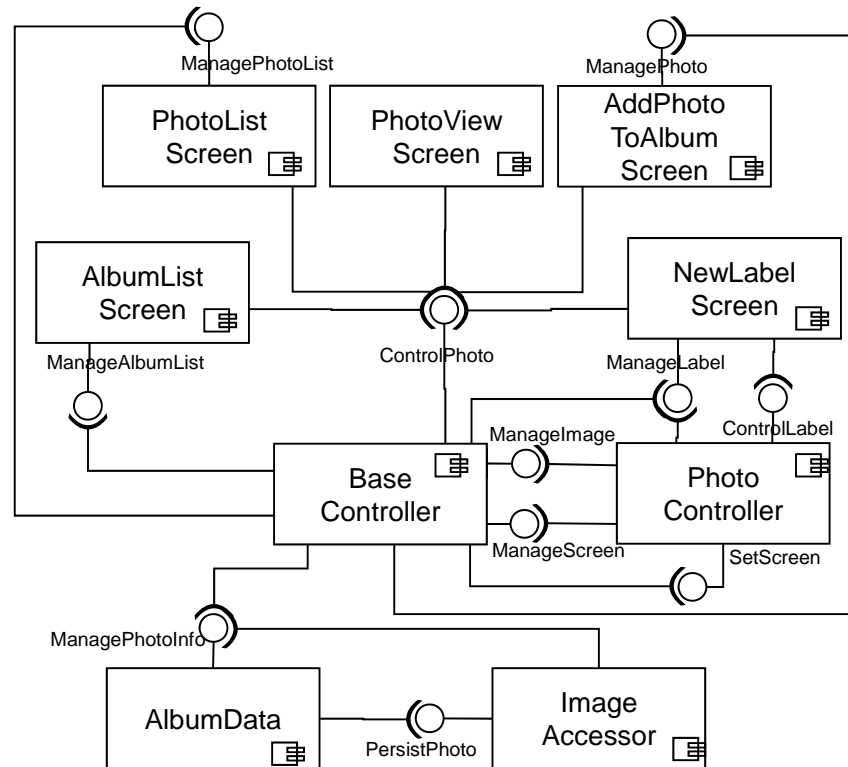 ManagePhotoList
ManagePhoto
PhotoList
Screen
PhotoView
Screen
AddPhoto
ToAlbum
Screen
AlbumList
Screen
NewLabel
Screen
ManageAlbumList
ControlPhoto
ManageLabel
ControlLabel
ManageImage
Base
Controller
Photo
Controller
ManageScreen
SetScreen
ManagePhotoInfo
AlbumData
PersistPhoto
Image
Accessor